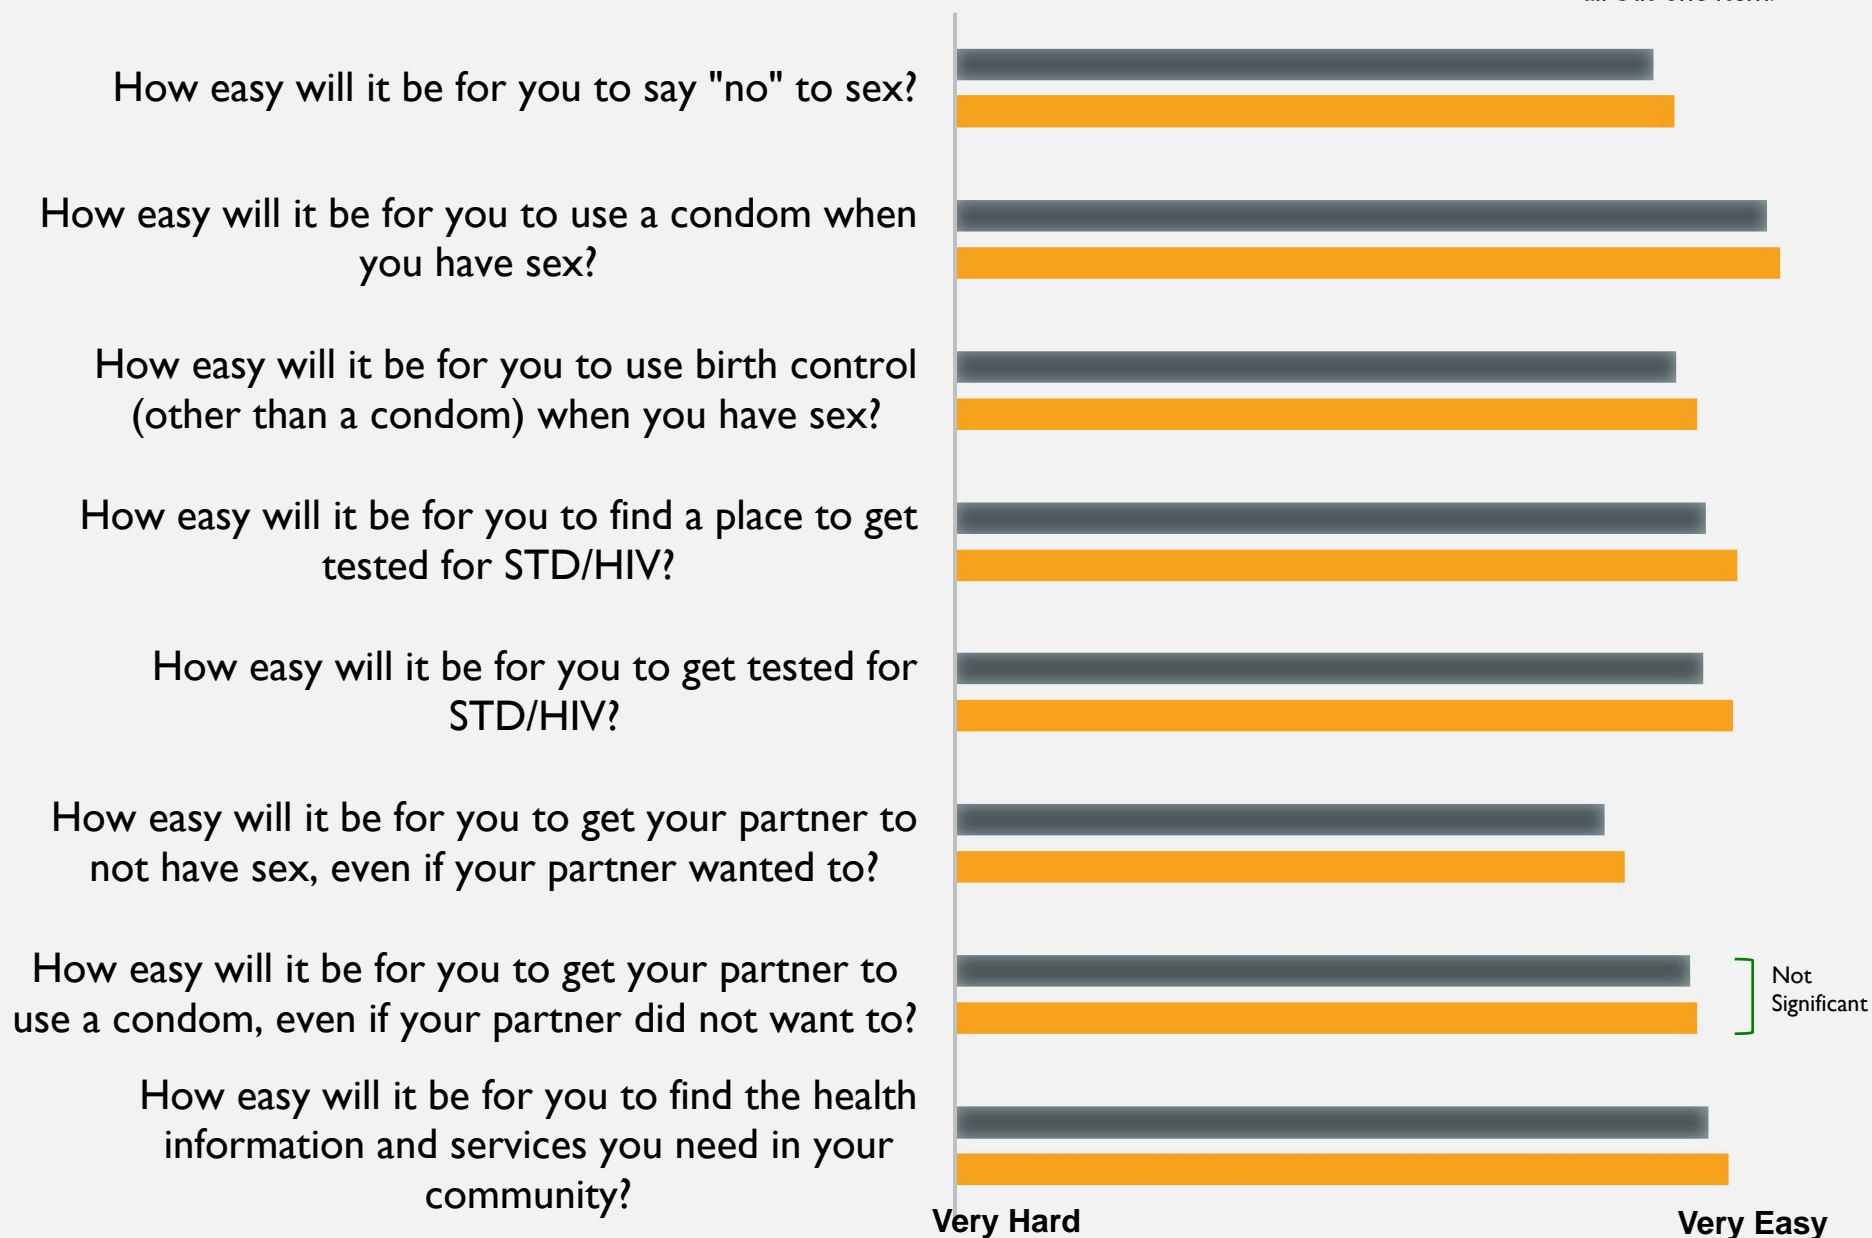 How easy will it be for you to say "no" to sex?
How easy will it be for you to use a condom when
you have sex?
How easy will it be for you to use birth control
(other than a condom) when you have sex?
How easy will it be for you to find a place to get
tested for STD/HIV?
How easy will it be for you to get tested for
STD/HIV?
How easy will it be for you to get your partner to
not have sex, even if your partner wanted to?
How easy will it be for you to get your partner to
use a condom, even if your partner did not want to?
Not
Significant
How easy will it be for you to find the health
information and services you need in your
community?
Very Hard
Very Easy